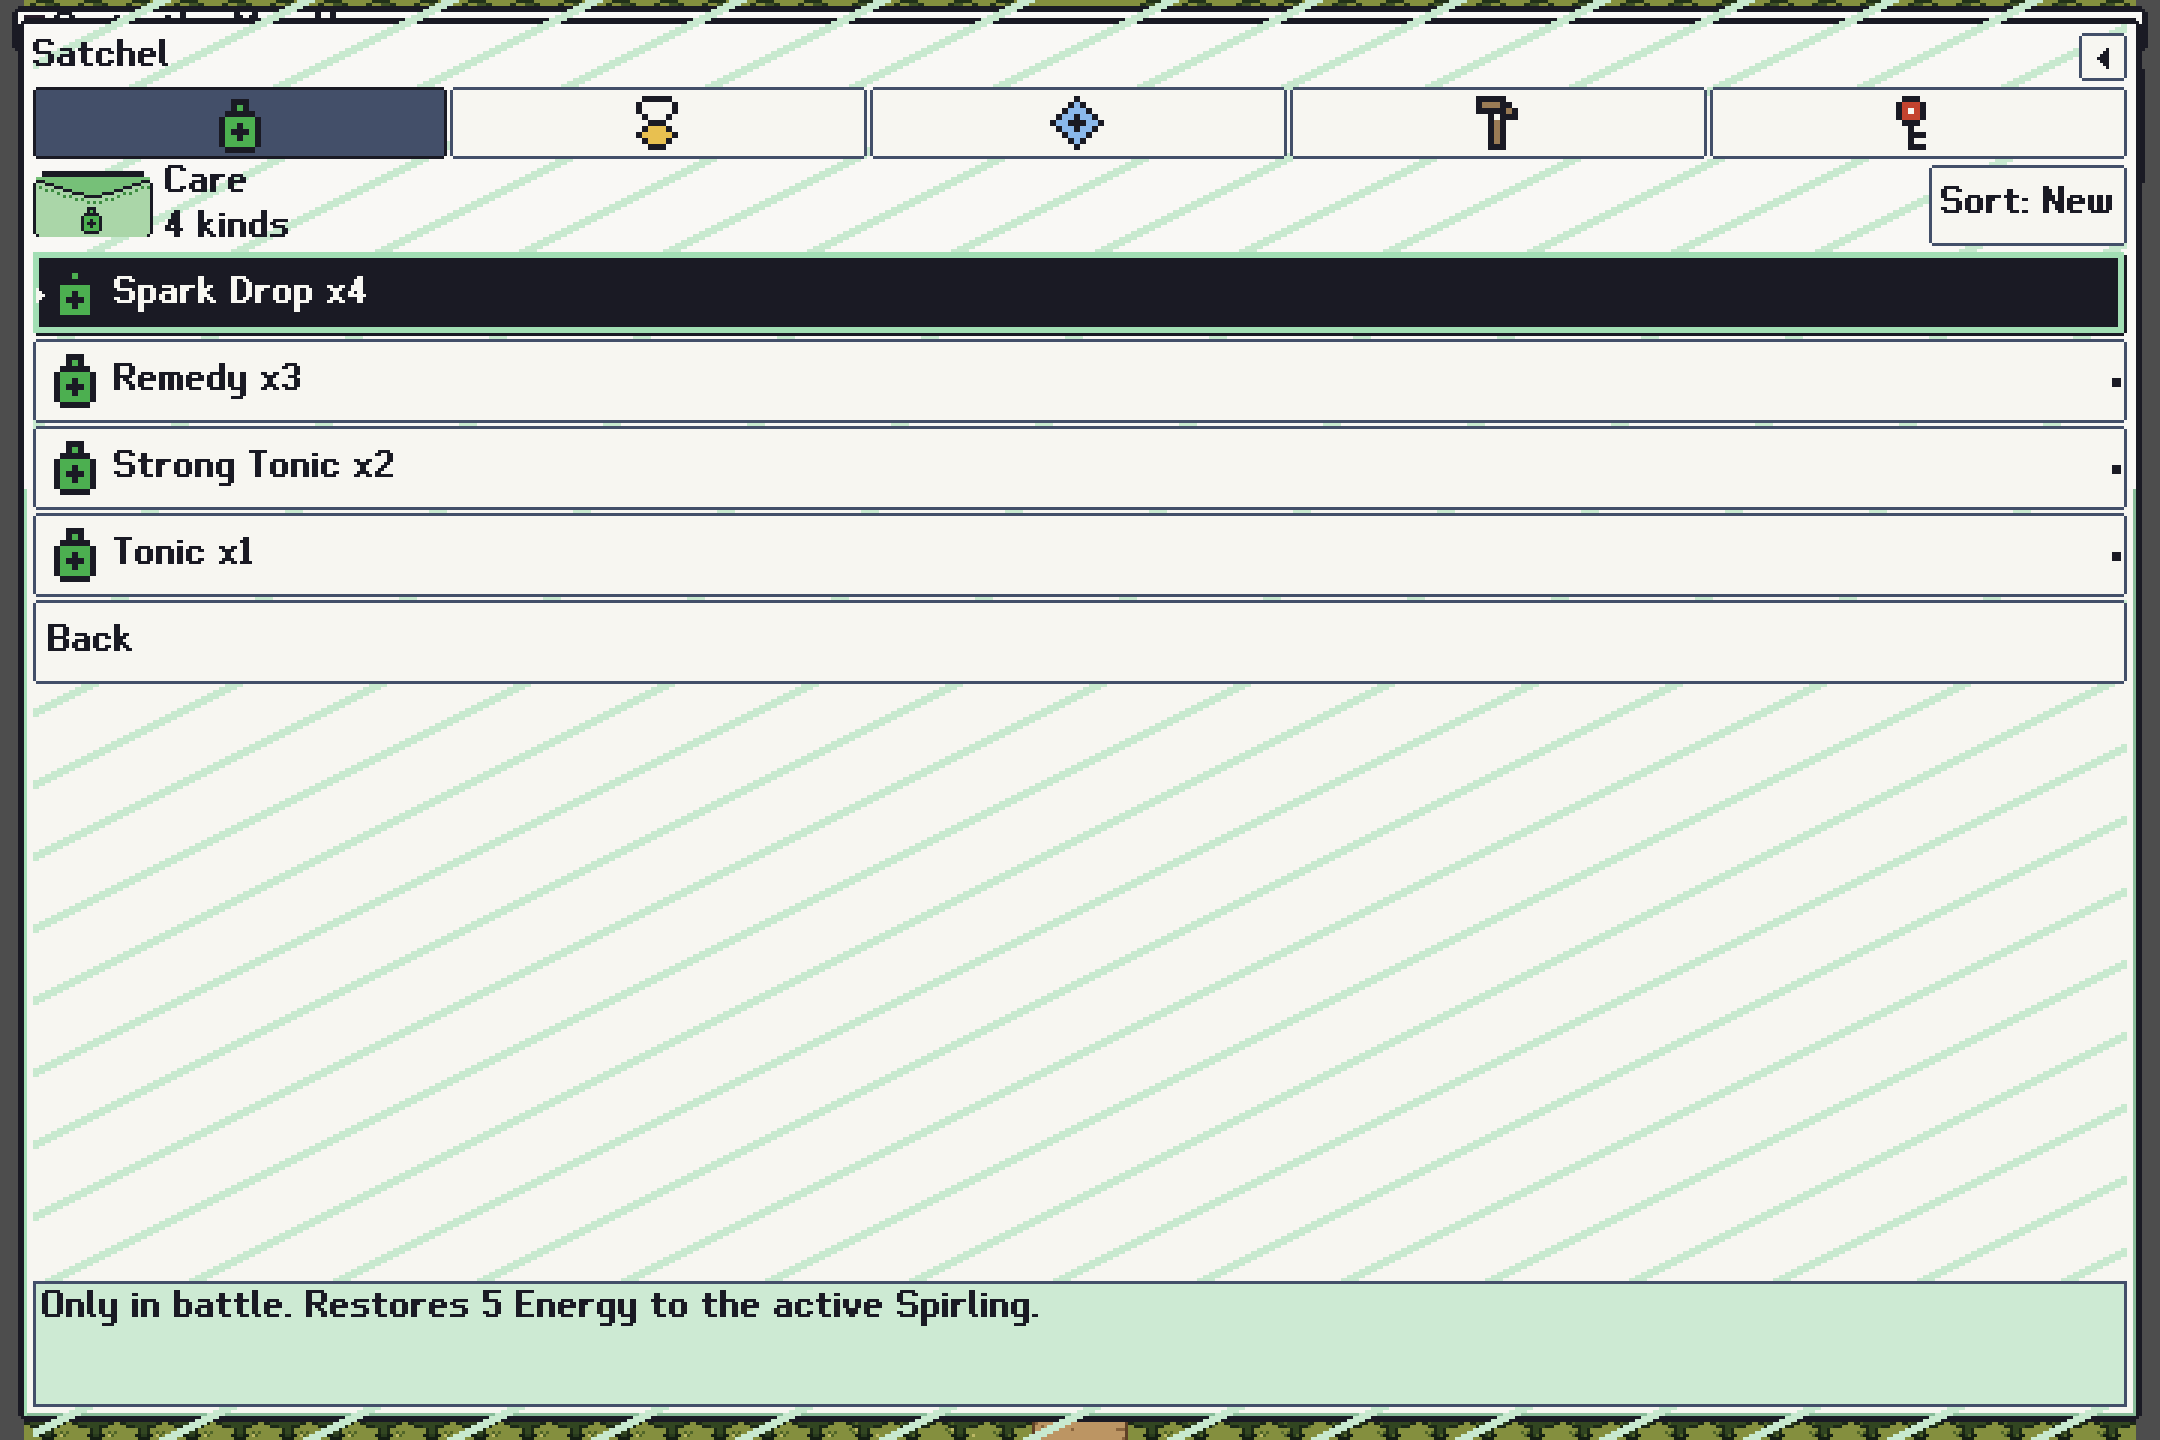 Satchel
Care
4 kinds
Sort: New
Spark Drop x4
Remedy x3
Strong Tonic x2
Tonic x1
Back
Only in battle. Restores 5 Energy to the active Spirling.